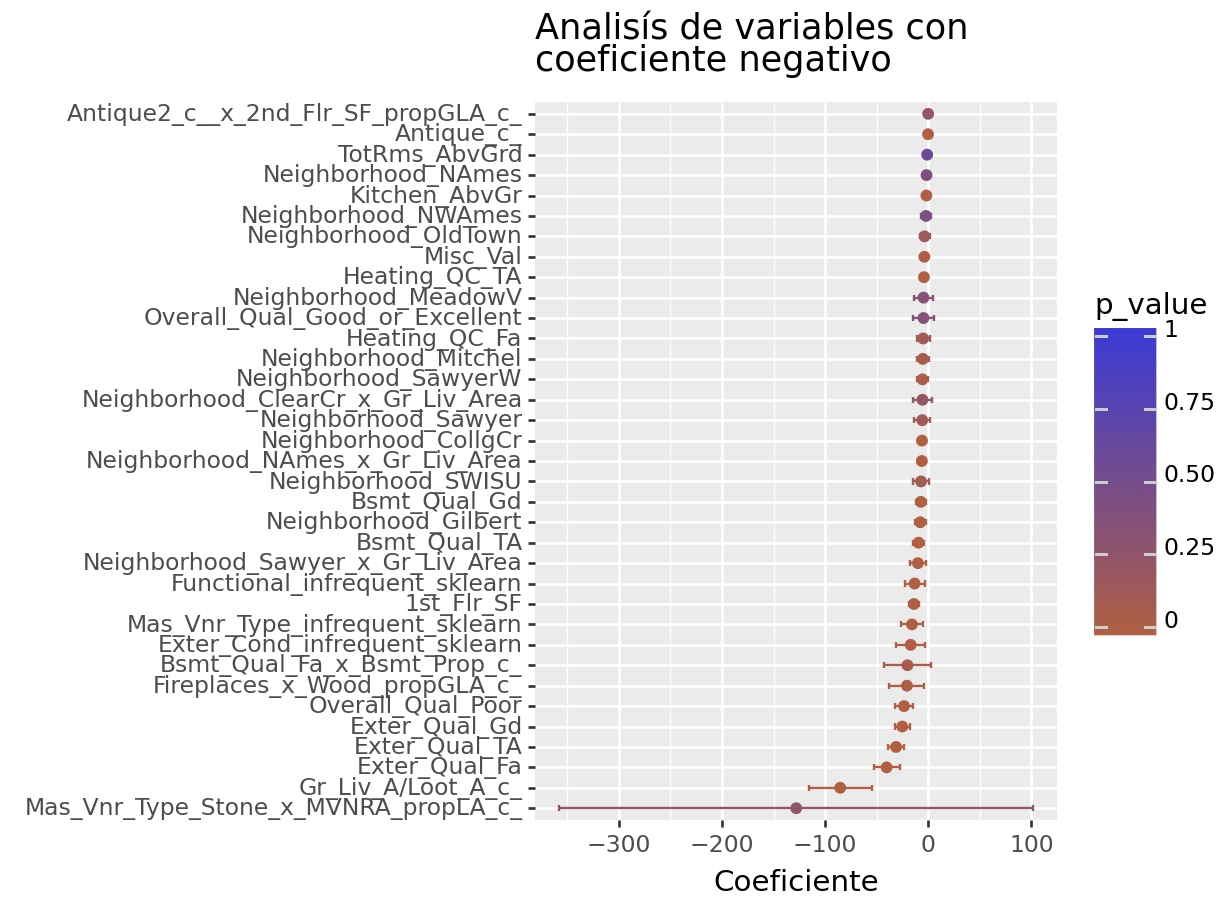 Analisís de variables con
coeficiente negativo
Antique2_c__x_2nd_Flr_SF_propGLA_c_
Antique_c_
TotRms_AbvGrd
Neighborhood_NAmes
Kitchen_AbvGr
Neighborhood_NWAmes
Neighborhood_OldTown
Misc_Val
Heating_QC_TA
Neighborhood_MeadowV
Overall_Qual_Good_or_Excellent
Heating_QC_Fa
Neighborhood_Mitchel
Neighborhood_SawyerW
Neighborhood_ClearCr_x_Gr_Liv_Area
Neighborhood_Sawyer
Neighborhood_CollgCr
Neighborhood_NAmes_x_Gr_Liv_Area
Neighborhood_SWISU
Bsmt_Qual_Gd
Neighborhood_Gilbert
Bsmt_Qual_TA
Neighborhood_Sawyer_x_Gr_Liv_Area
Functional_infrequent_sklearn
1st_Flr_SF
Mas_Vnr_Type_infrequent_sklearn
Exter_Cond_infrequent_sklearn
Bsmt_Qual_Fa_x_Bsmt_Prop_c_
Fireplaces_x_Wood_propGLA_c_
Overall_Qual_Poor
Exter_Qual_Gd
Exter_Qual_TA
Exter_Qual_Fa
Gr_Liv_A/Loot_A_c_
Mas_Vnr_Type_Stone_x_MVNRA_propLA_c_
−300 −200 −100 0 100
Coeficiente
p_value
1
0.75
0.50
0.25
0